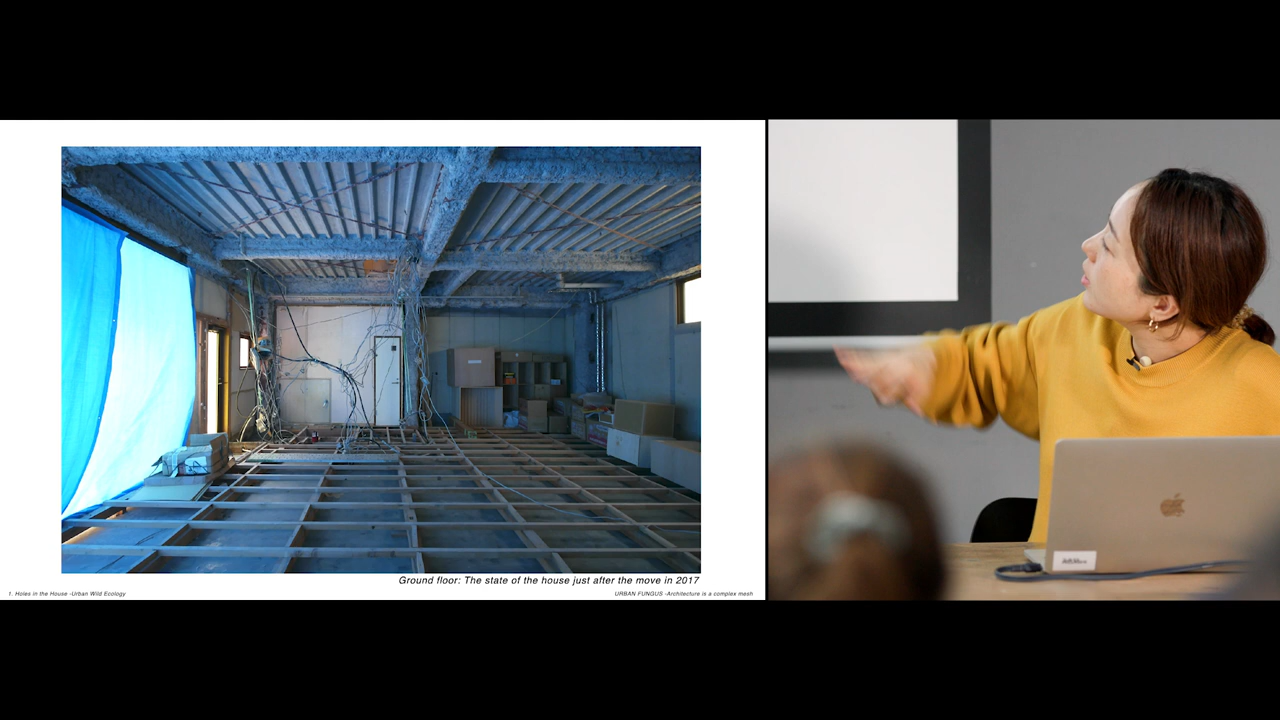 Ground floor: The state of the house just after the move in 2017
1. Holes in the House -Urban Wild Ecology
URBAN FUNGUS -Architecture is a complex mesh